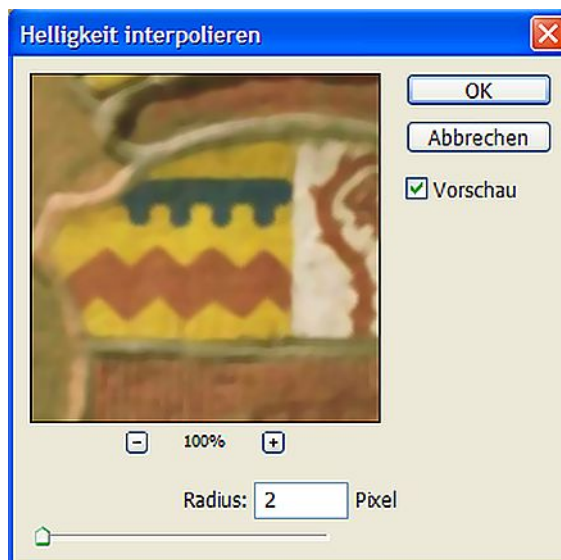 Helligkeit interpolieren
OK
Abbrechen
Vorschau
100%
Radius: 2 Pixel